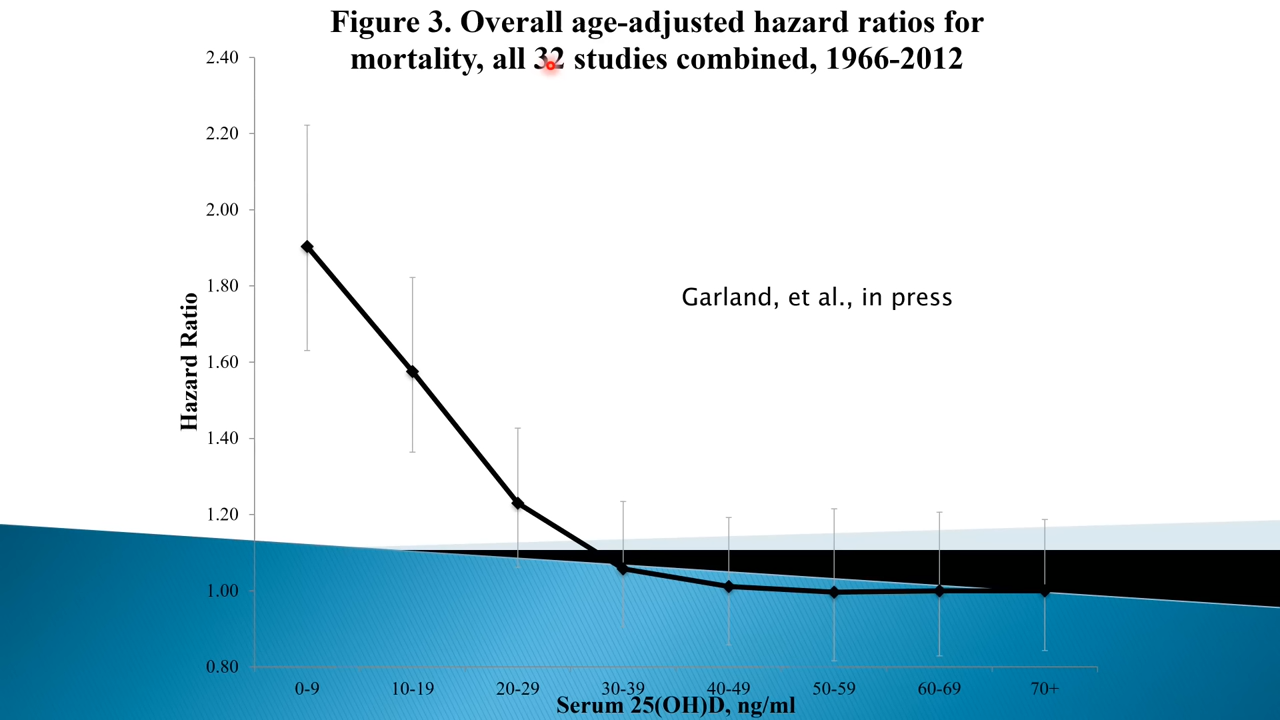 Figure 3. Overall age-adjusted hazard ratios for
mortality, all 32 studies combined, 1966-2012
2.40
2.20
2.00
1.80
1.60
1.40
1.20
1.00
0.80
Hazard Ratio
Garland, et al., in press
0-9 10-19 20-29 30-39 40-49 50-59 60-69 70+
Serum 25(OH)D, ng/ml